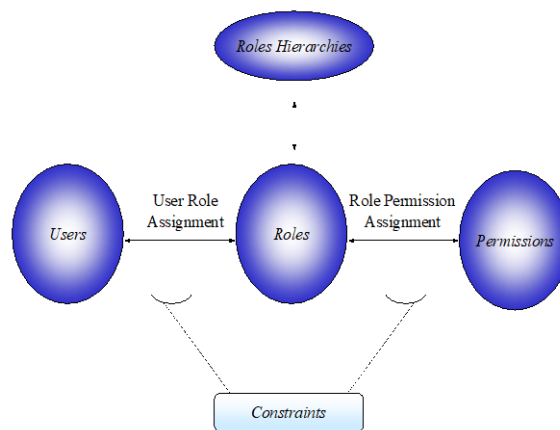 Roles Hierarchies
User Role
Assignment
Role Permission
Assignment
Users
Roles
Permissions
Constraints